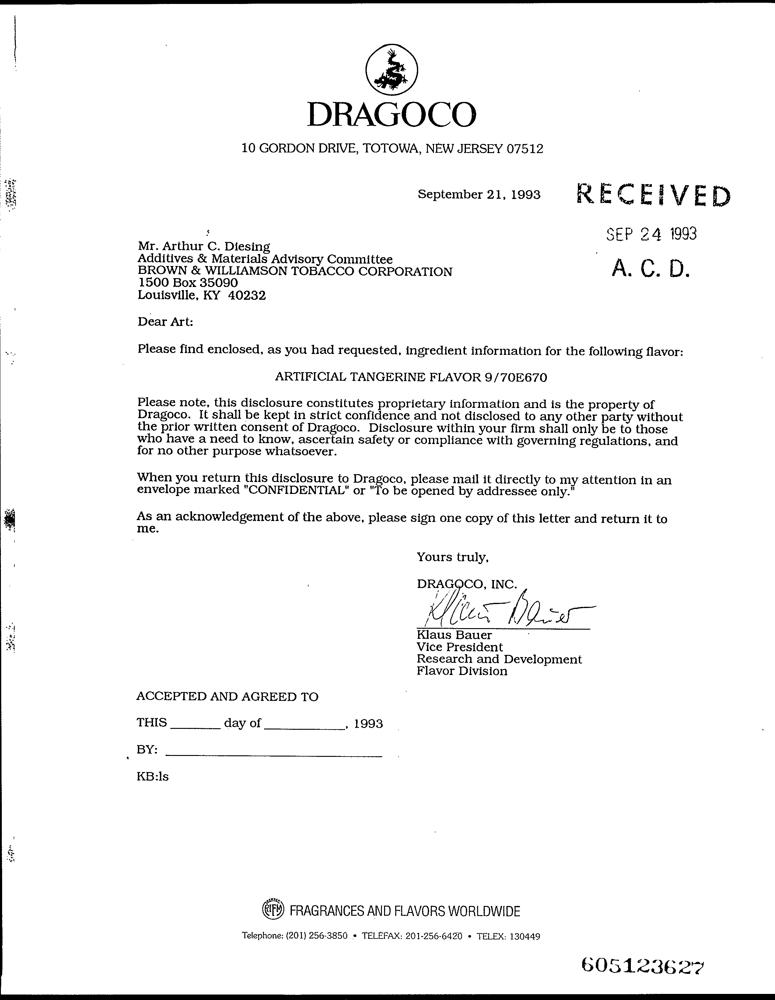 DRAGOCO
10 GORDON DRIVE, TOTOWA, NEW JERSEY 07512
September 21, 1993
RECEIVED
SEP 24 1993
A. C. D.
Mr. Arthur C. Diesing
Additives & Materials Advisory Committee
BROWN & WILLIAMSON TOBACCO CORPORATION
1500 Box 35090
Louisville, KY 40232
Dear Art:
Please find enclosed, as you had requested, ingredient information for the following flavor:
ARTIFICIAL TANGERINE FLAVOR 9/70E670
Please note, this disclosure constitutes proprietary information and is the property of
Dragoco. It shall be kept in strict confidence and not disclosed to any other party without
the prior written consent of Dragoco. Disclosure within your firm shall only be to those
who have a need to know, ascertain safety or compliance with governing regulations, and
for no other purpose whatsoever.
When you return this disclosure to Dragoco, please mail it directly to my attention in an
envelope marked "CONFIDENTIAL" or "To be opened by addressee only."
As an acknowledgement of the above, please sign one copy of this letter and return it to
me.
Yours truly,
DRAGOCO, INC.
Klaus Bauer
Klaus Bauer
Vice President
Research and Development
Flavor Division
ACCEPTED AND AGREED TO
THIS _______ day of ___________, 1993
BY: ______________________________
KB:ls
RIFM FRAGRANCES AND FLAVORS WORLDWIDE
Telephone: (201) 256-3850 • TELEFAX: 201-256-6420 • TELEX: 130449
605123627